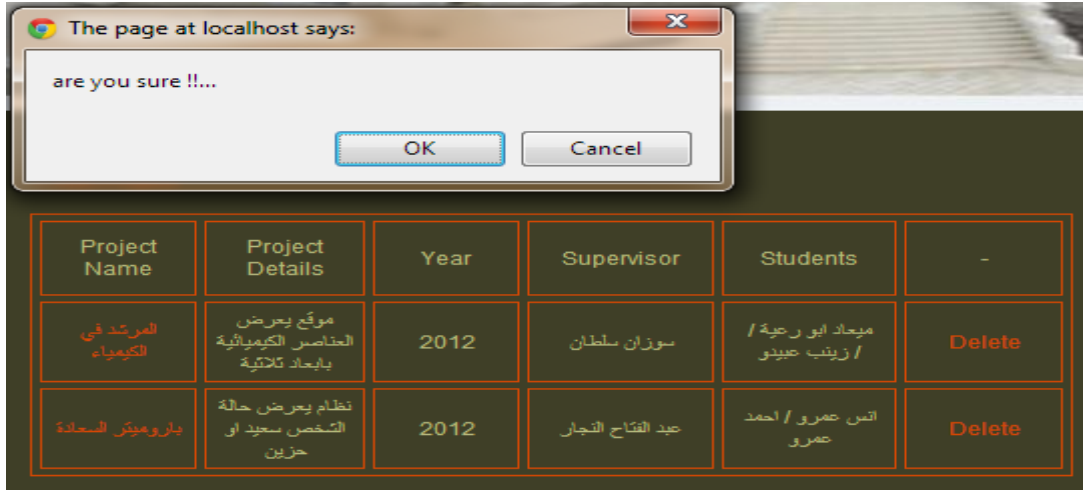 The page at localhost says:
are you sure !!...
OK
Cancel
Project
Name
Project
Details
Year
Supervisor
Students
-
المرشد في
الكيمياء
موقع يعرض
العناصر الكيميائية
بابعاد ثلاثية
2012
سوزان سلطان
ميعاد ابو رعية /
زينب عبيدو /
Delete
باروميتر السعادة
نظام يعرض حالة
الشخص سعيد او
حزين
2012
عبد الفتاح النجار
انس عمرو / احمد
عمرو
Delete